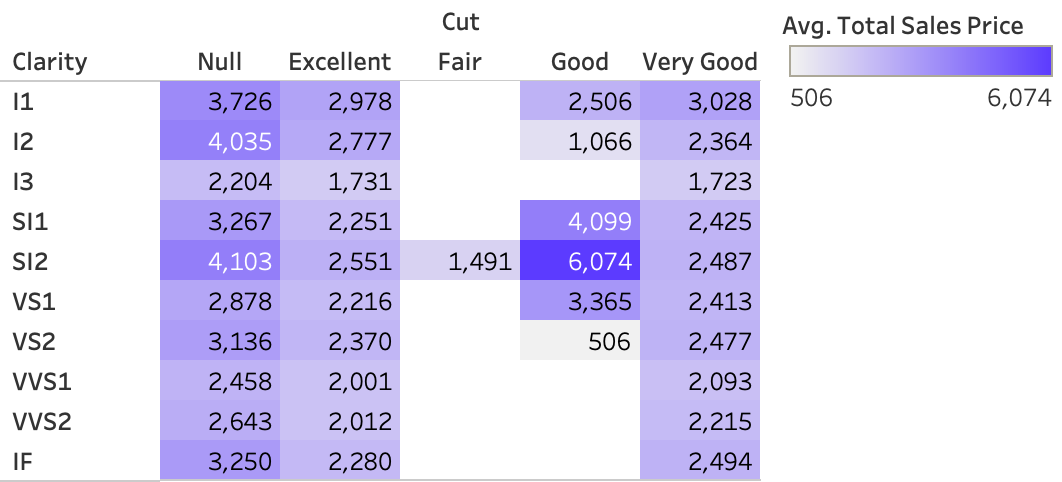 Cut
Clarity Null Excellent Fair Good Very Good
I1 3,726 2,978 2,506 3,028
I2 4,035 2,777 1,066 2,364
I3 2,204 1,731 1,723
SI1 3,267 2,251 4,099 2,425
SI2 4,103 2,551 1,491 6,074 2,487
VS1 2,878 2,216 3,365 2,413
VS2 3,136 2,370 506 2,477
VVS1 2,458 2,001 2,093
VVS2 2,643 2,012 2,215
IF 3,250 2,280 2,494
Avg. Total Sales Price
506 6,074